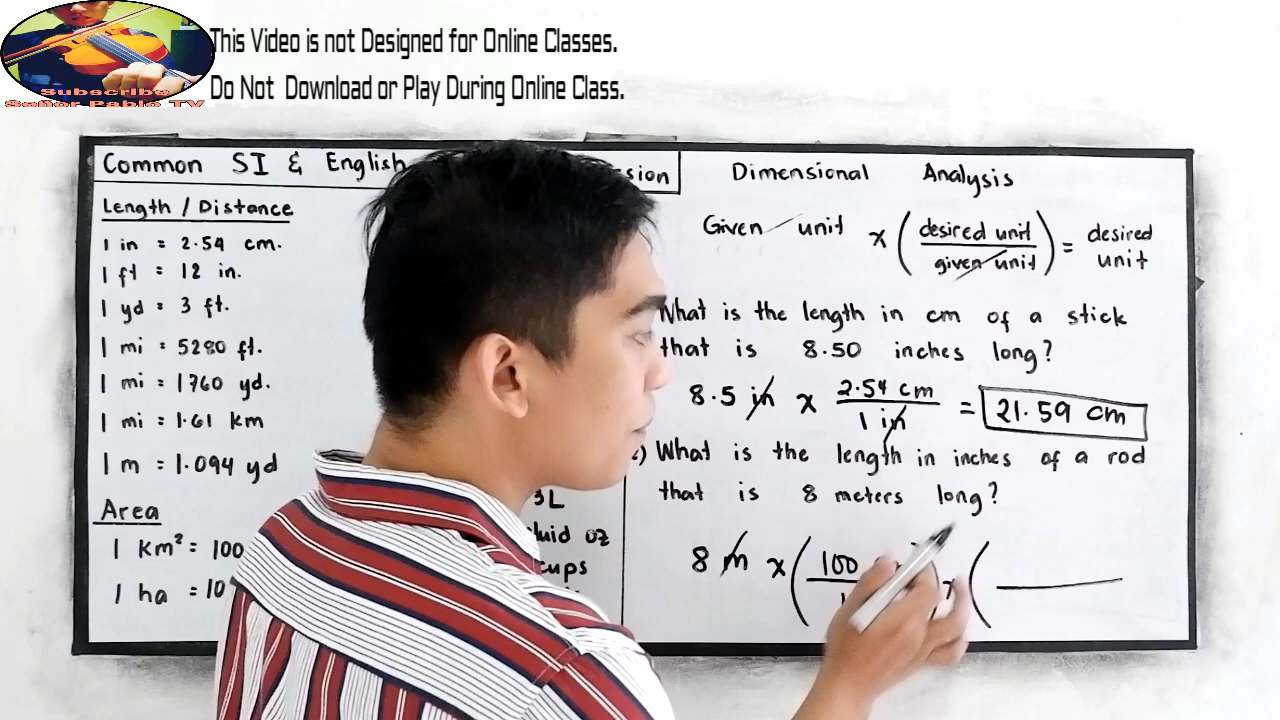 This Video is not Designed for Online Classes.
Do Not Download or Play During Online Class.
Subscribe
Señor Pablo TV
Common SI & English
Length / Distance
1 in = 2.54 cm.
1 ft = 12 in.
1 yd = 3 ft.
1 mi = 5280 ft.
1 mi = 1760 yd.
1 mi = 1.61 km
1 m = 1.094 yd
Area
1 km² = 100
1 ha = 10
3L
oz
cups
Dimensional Analysis
Given unit x (desired unit / given unit) = desired unit
What is the length in cm of a stick
that is 8.50 inches long?
8.5 in x 2.54 cm / 1 in = 21.59 cm
What is the length in inches of a rod
that is 8 meters long?
8 m x ( 100 x (